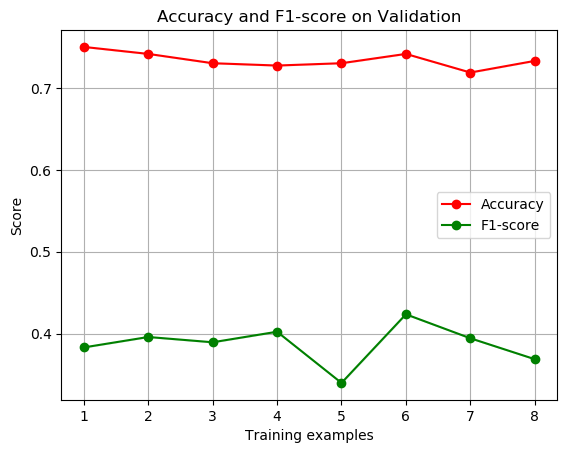 Accuracy and F1-score on Validation
0.7
0.6
0.5
0.4
Score
Accuracy
F1-score
1 2 3 4 5 6 7 8
Training examples